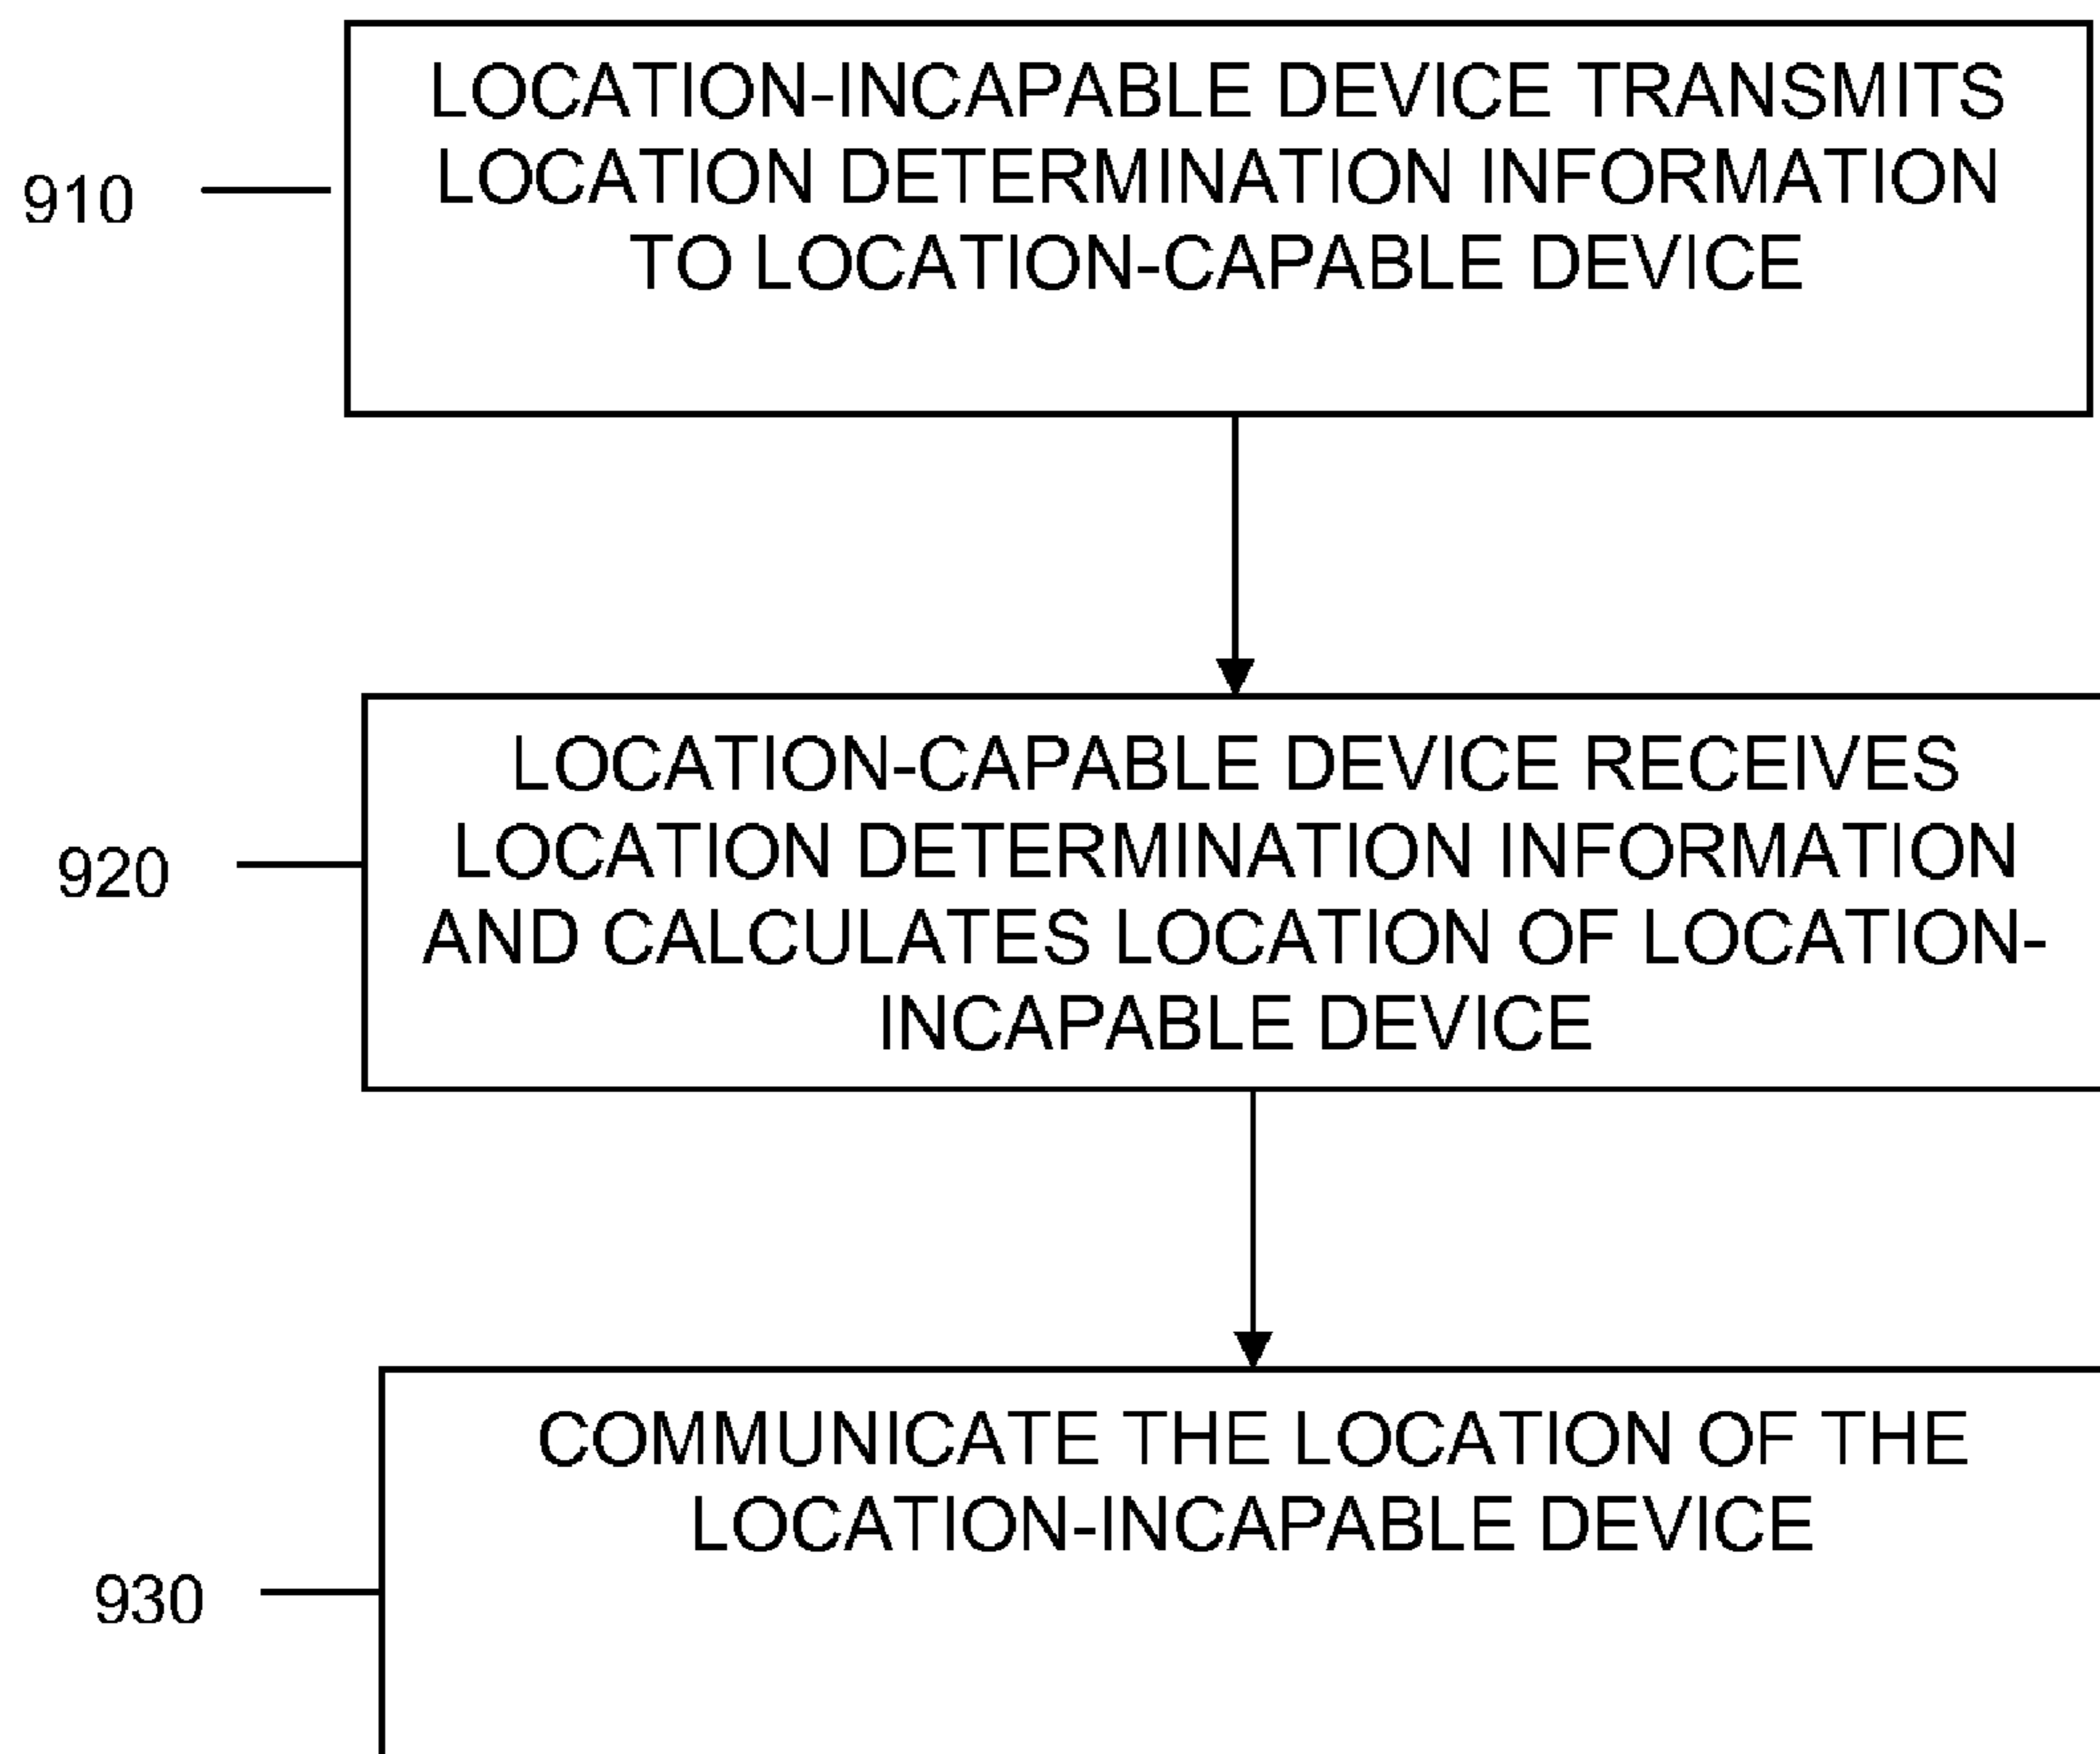 LOCATION-INCAPABLE DEVICE TRANSMITS
LOCATION DETERMINATION INFORMATION
TO LOCATION-CAPABLE DEVICE
910
LOCATION-CAPABLE DEVICE RECEIVES
LOCATION DETERMINATION INFORMATION
AND CALCULATES LOCATION OF LOCATION-
INCAPABLE DEVICE
920
COMMUNICATE THE LOCATION OF THE
LOCATION-INCAPABLE DEVICE
930